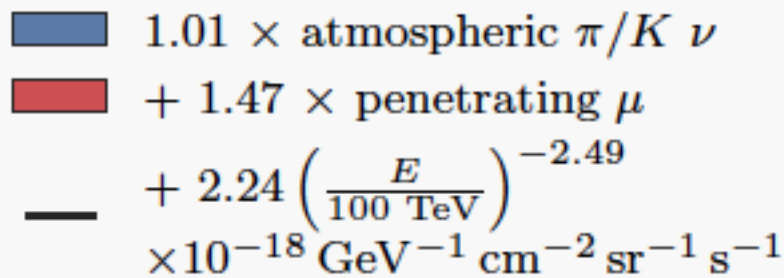 1.01 × atmospheric π/K ν
+ 1.47 × penetrating μ
+ 2.24 (E / 100 TeV)^−2.49
×10^−18 GeV^−1 cm^−2 sr^−1 s^−1